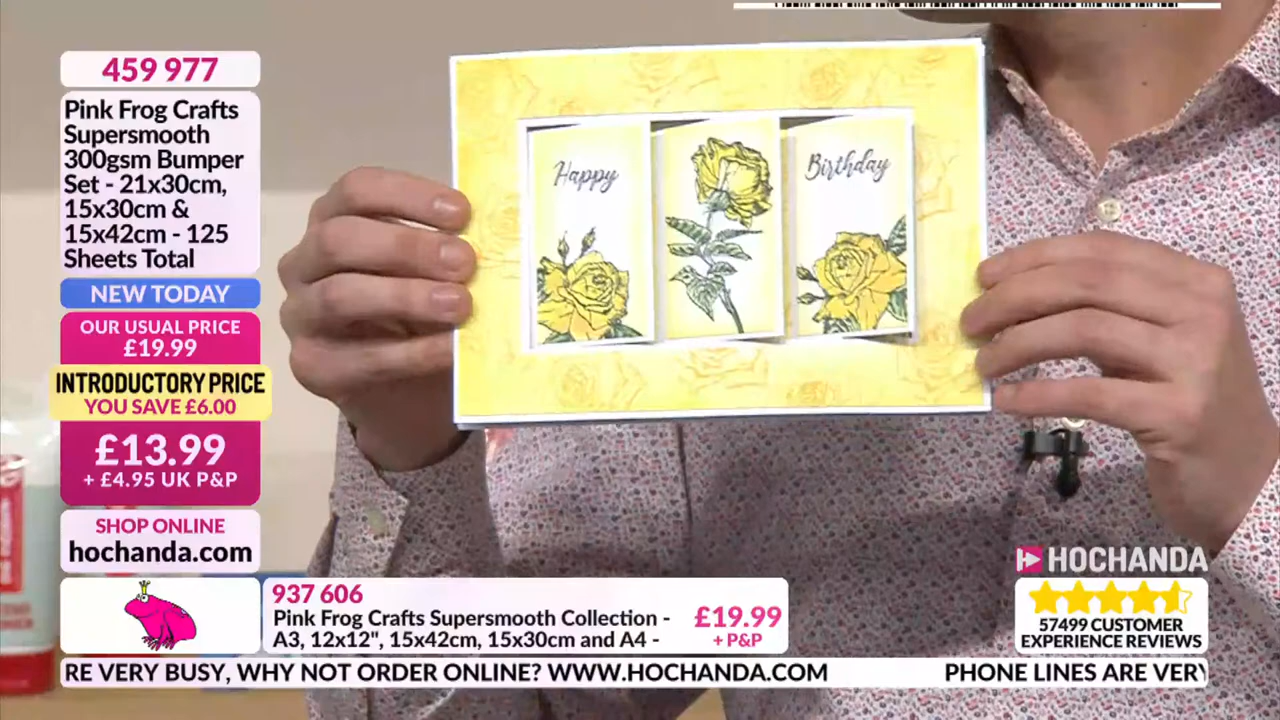 459 977
Pink Frog Crafts
Supersmooth
300gsm Bumper
Set - 21x30cm,
15x30cm &
15x42cm - 125
Sheets Total
NEW TODAY
OUR USUAL PRICE
£19.99
INTRODUCTORY PRICE
YOU SAVE £6.00
£13.99
+ £4.95 UK P&P
SHOP ONLINE
hochanda.com
Happy
Birthday
937 606
Pink Frog Crafts Supersmooth Collection -
A3, 12x12", 15x42cm, 15x30cm and A4 -
£19.99
+ P&P
HOCHANDA
57499 CUSTOMER
EXPERIENCE REVIEWS
RE VERY BUSY, WHY NOT ORDER ONLINE? WWW.HOCHANDA.COM
PHONE LINES ARE VERY